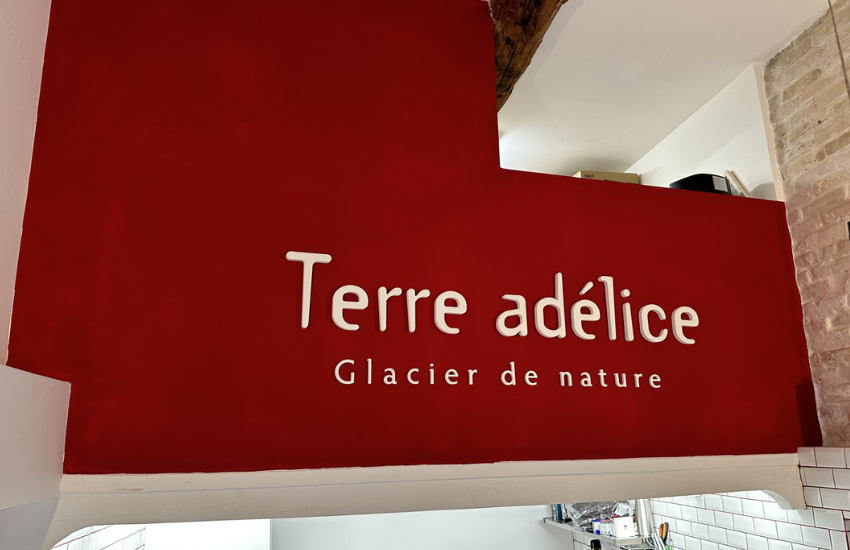 Terre adélice
Glacier de nature